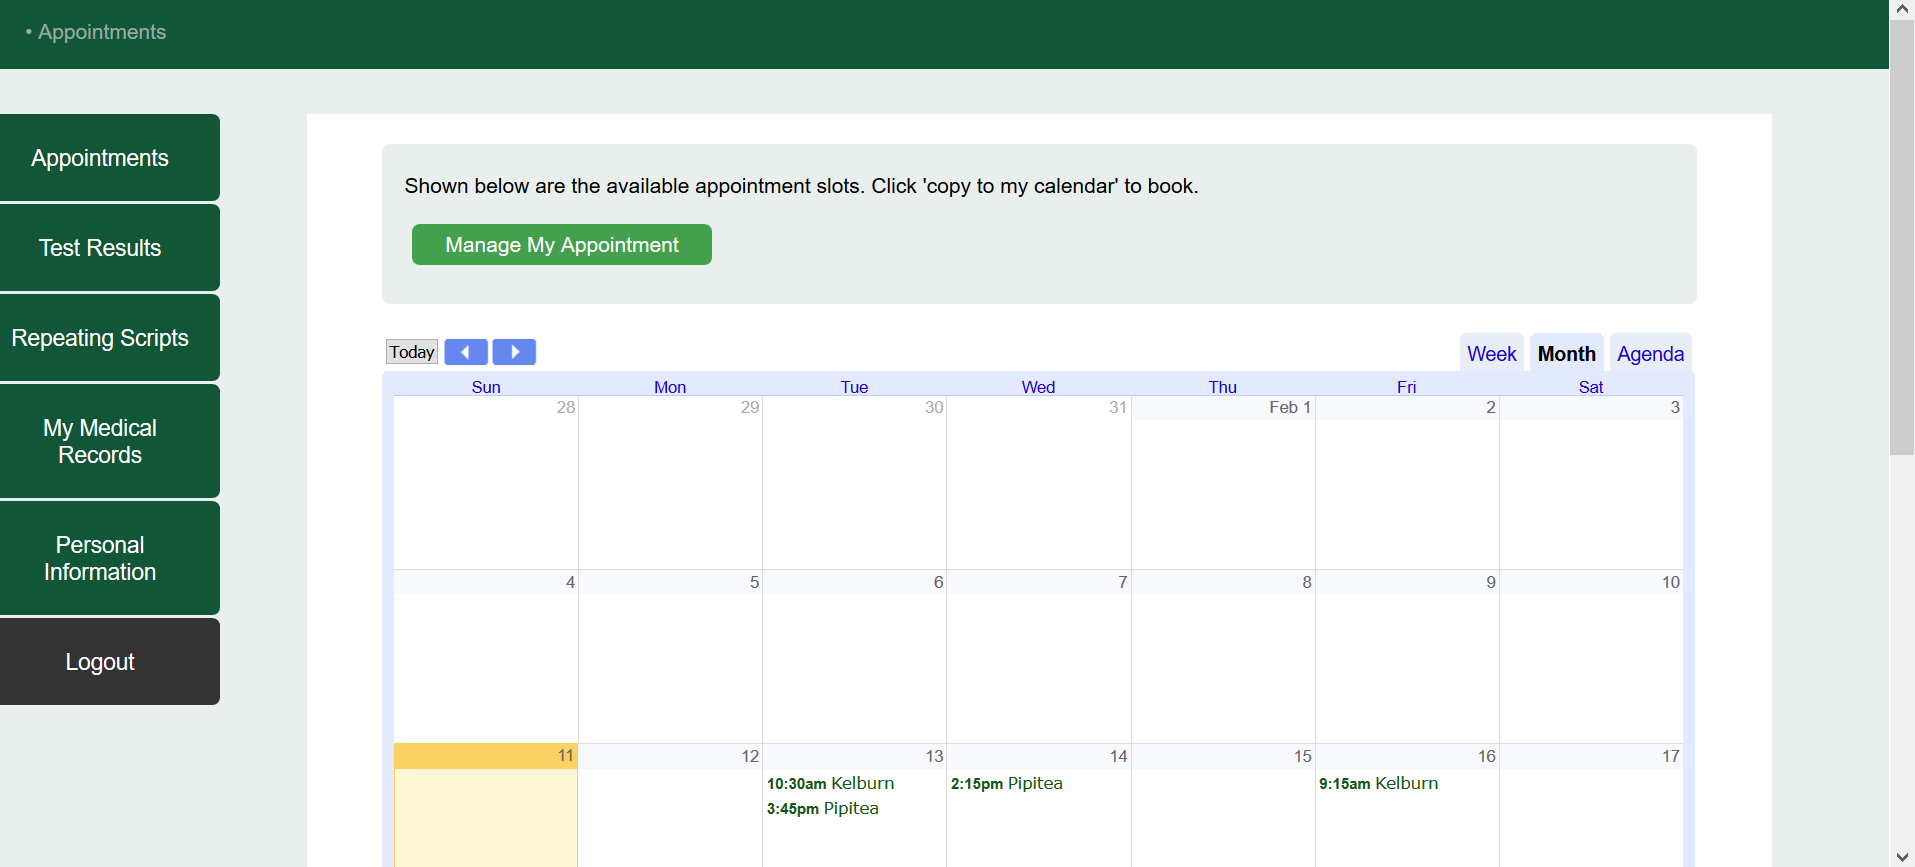 • Appointments
Appointments
Test Results
Repeating Scripts
My Medical
Records
Personal
Information
Logout
Shown below are the available appointment slots. Click 'copy to my calendar' to book.
Manage My Appointment
Today
Week Month Agenda
Sun Mon Tue Wed Thu Fri Sat
28 29 30 31 Feb 1 2 3
4 5 6 7 8 9 10
11 12 13 14 15 16 17
10:30am Kelburn 2:15pm Pipitea 9:15am Kelburn
3:45pm Pipitea